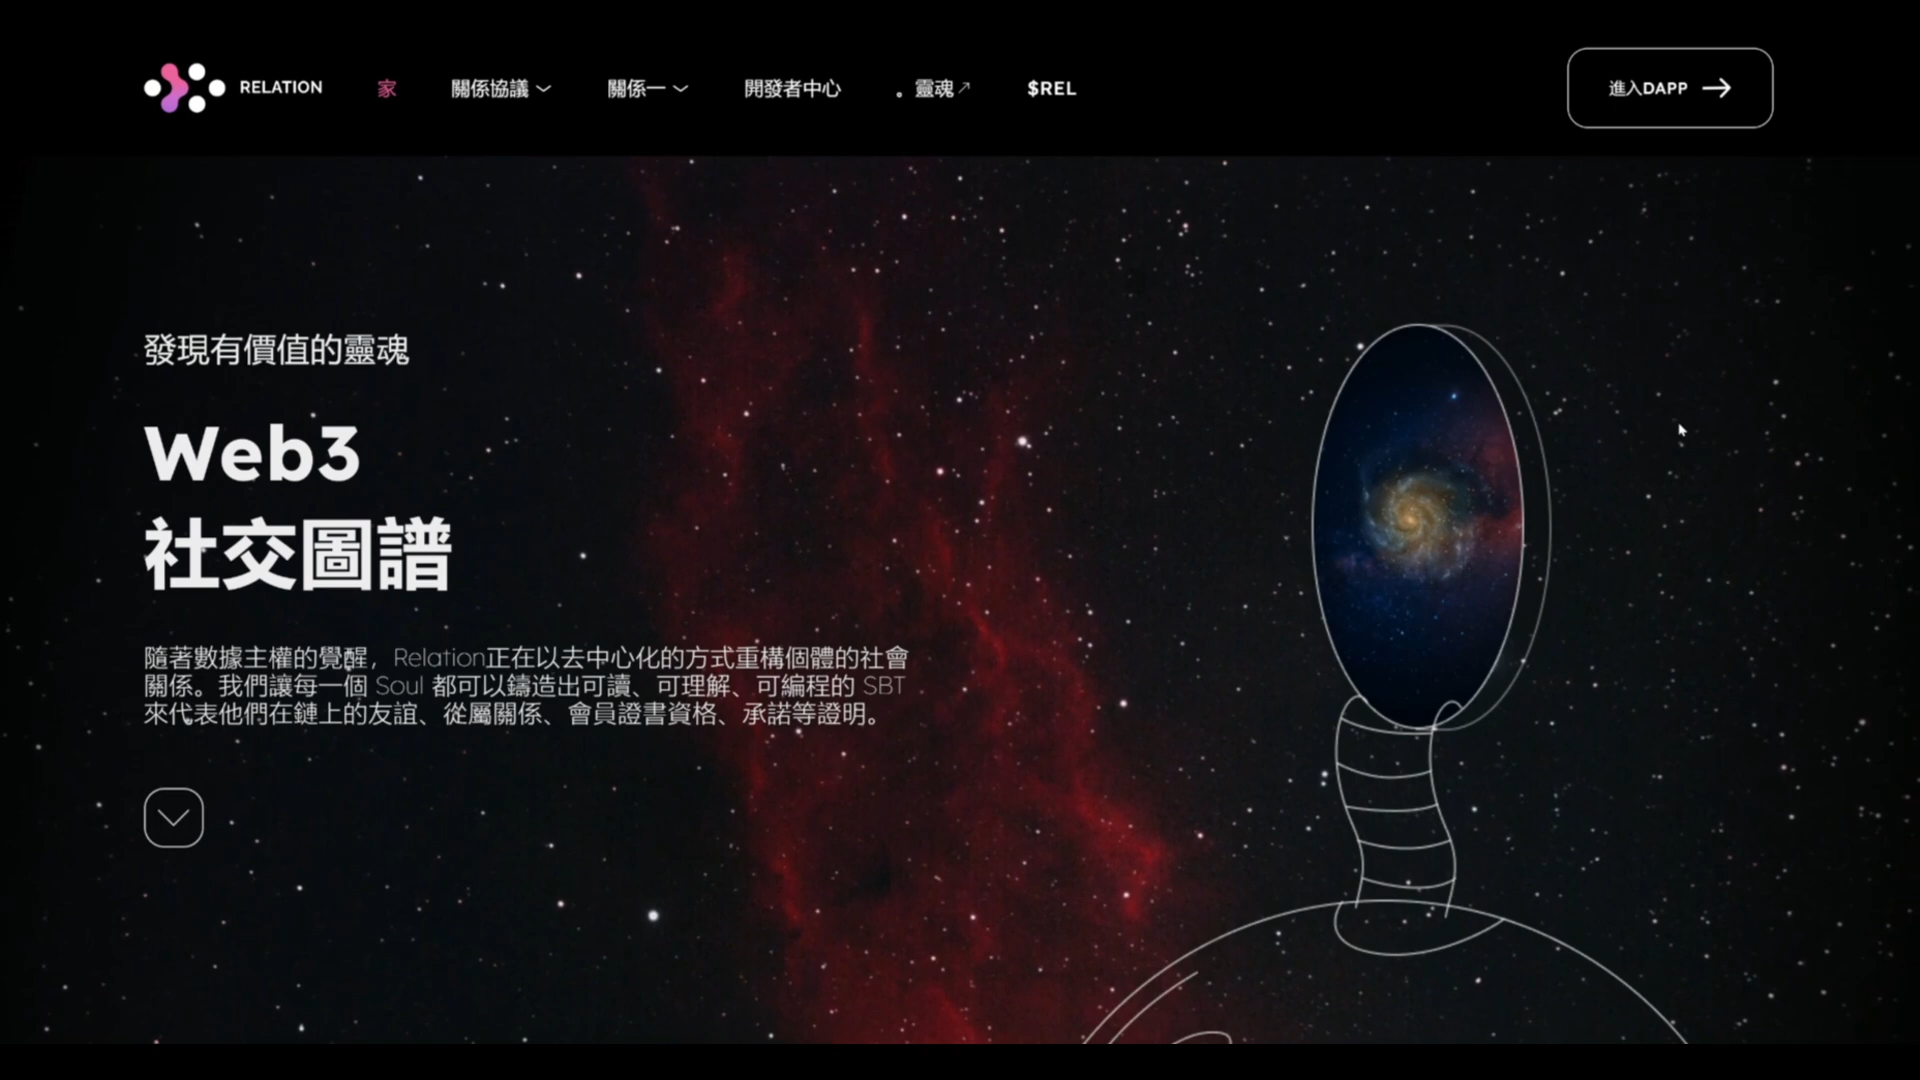 RELATION
家
關係協議
關係一
開發者中心
。靈魂↗
$REL
進入DAPP →
發現有價值的靈魂
Web3
社交圖譜
隨著數據主權的覺醒，Relation正在以去中心化的方式重構個體的社會
關係。我們讓每一個 Soul 都可以鑄造出可讀、可理解、可編程的 SBT
來代表他們在鏈上的友誼、從屬關係、會員證書資格、承諾等證明。